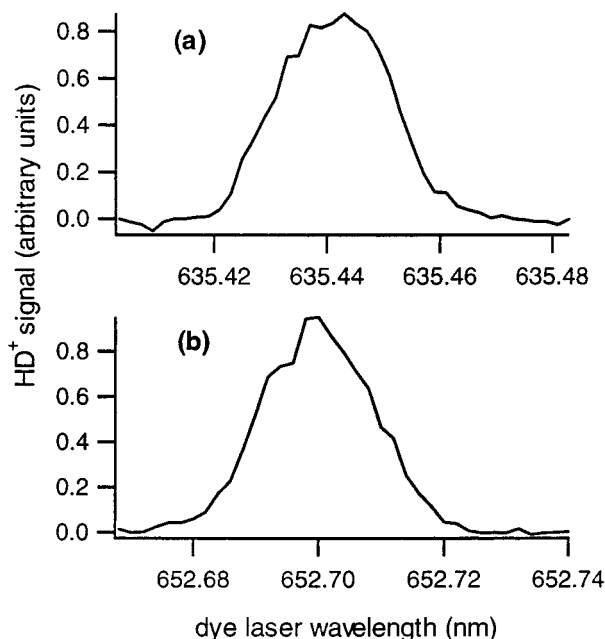 HD+ signal (arbitrary units)
(a)
0.8
0.6
0.4
0.2
0.0
635.42 635.44 635.46 635.48
(b)
0.8
0.6
0.4
0.2
0.0
652.68 652.70 652.72 652.74
dye laser wavelength (nm)